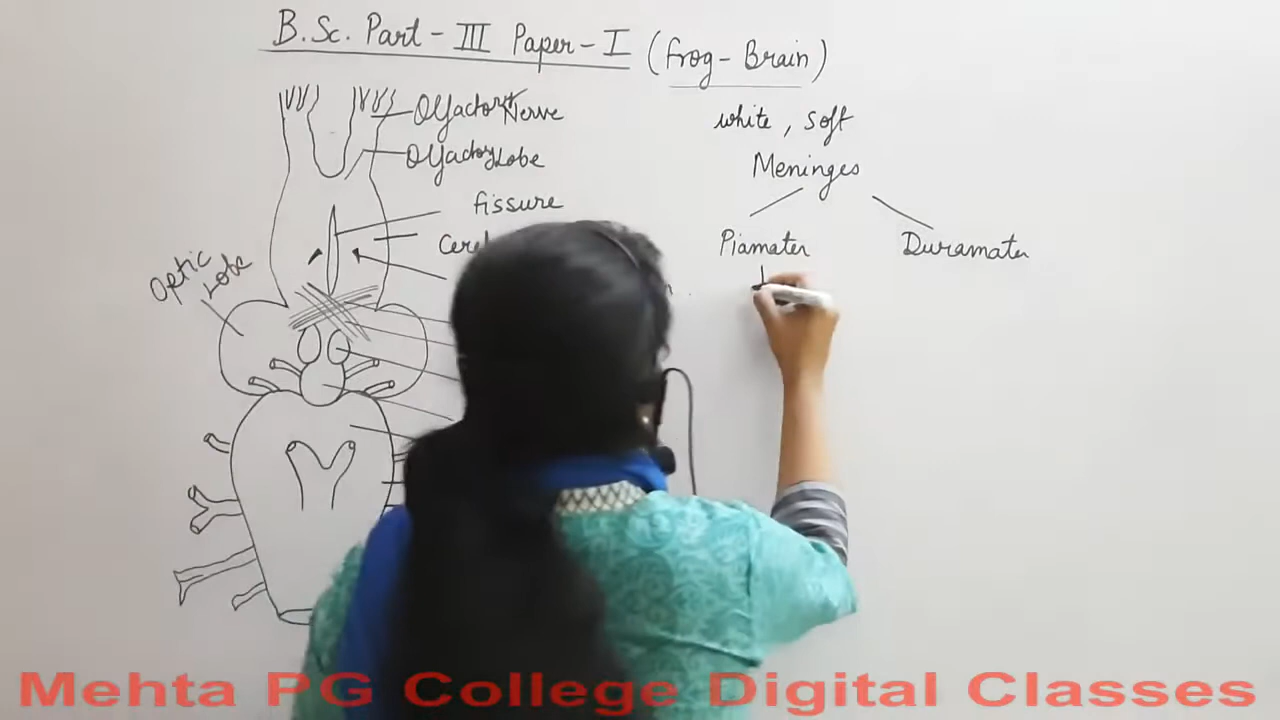 B.Sc. Part - III Paper - I (Frog - Brain)
Olfactory Nerve
Olfactory Lobe
fissure
Optic
Lobe
white, Soft
Meninges
Piamater
Duramater
Mehta PG College Digital Classes